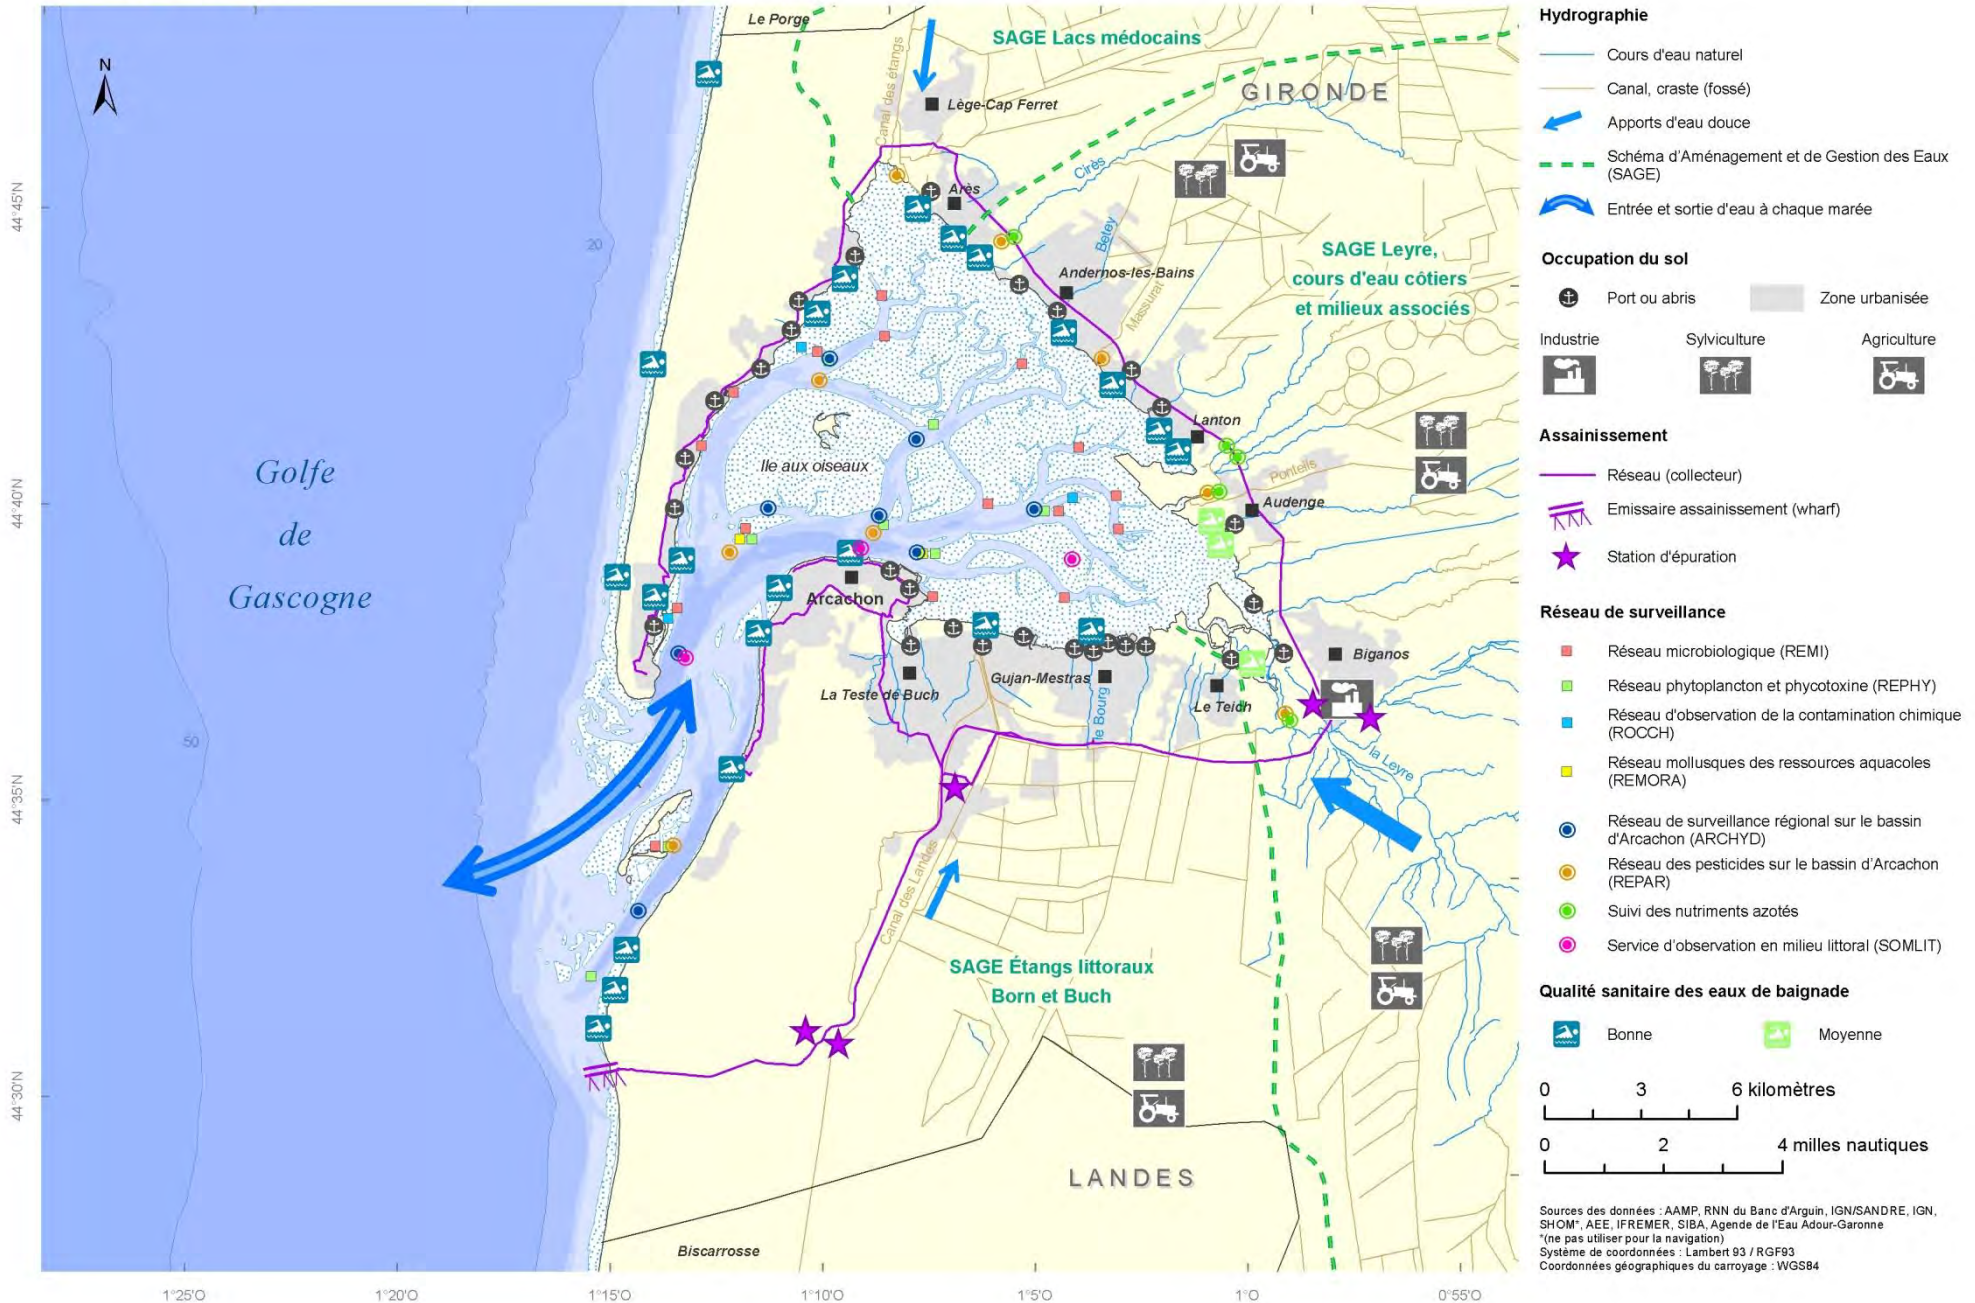 Le Porge
SAGE Lacs médocains
N
Canal des étangs
GIRONDE
Lège-Cap Ferret
Cirès
Arès
44°45'N
20
Betey
SAGE Leyre,
cours d'eau côtiers
et milieux associés
Andernos-les-Bains
Massurat
Lanton
Golfe
de
Gascogne
Ile aux oiseaux
Ponteils
Audenge
44°40'N
Arcachon
Biganos
La Teste de Buch
Gujan-Mestras
le Bourg
Le Teich
50
la Leyre
44°35'N
Canal des Landes
SAGE Étangs littoraux
Born et Buch
44°30'N
LANDES
Biscarrosse
1°25'O
1°20'O
1°15'O
1°10'O
1°5'O
1°O
0°55'O
Hydrographie
Cours d'eau naturel
Canal, craste (fossé)
Apports d'eau douce
Schéma d'Aménagement et de Gestion des Eaux
(SAGE)
Entrée et sortie d'eau à chaque marée
Occupation du sol
Port ou abris
Zone urbanisée
Industrie
Sylviculture
Agriculture
Assainissement
Réseau (collecteur)
Emissaire assainissement (wharf)
Station d'épuration
Réseau de surveillance
Réseau microbiologique (REMI)
Réseau phytoplancton et phycotoxine (REPHY)
Réseau d'observation de la contamination chimique
(ROCCH)
Réseau mollusques des ressources aquacoles
(REMORA)
Réseau de surveillance régional sur le bassin
d'Arcachon (ARCHYD)
Réseau des pesticides sur le bassin d'Arcachon
(REPAR)
Suivi des nutriments azotés
Service d'observation en milieu littoral (SOMLIT)
Qualité sanitaire des eaux de baignade
Bonne
Moyenne
0 3 6 kilomètres
0 2 4 milles nautiques
Sources des données : AAMP, RNN du Banc d'Arguin, IGN/SANDRE, IGN,
SHOM*, AEE, IFREMER, SIBA, Agende de l'Eau Adour-Garonne
*(ne pas utiliser pour la navigation)
Système de coordonnées : Lambert 93 / RGF93
Coordonnées géographiques du carroyage : WGS84